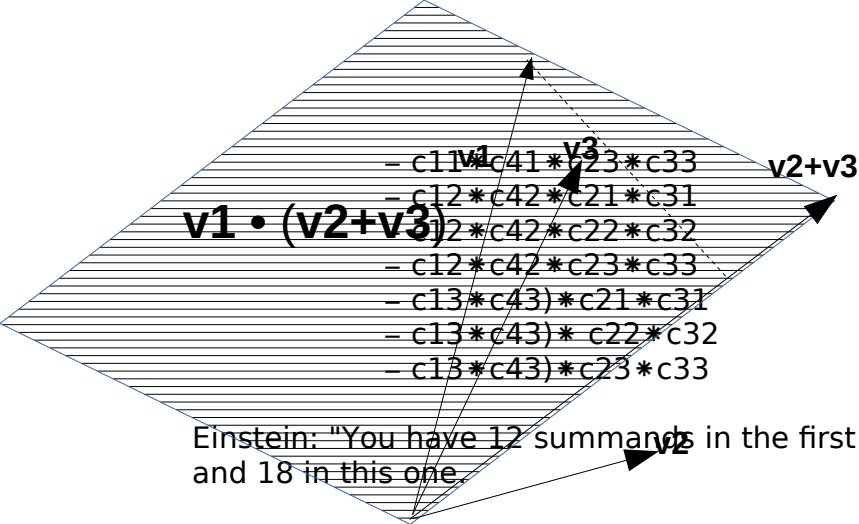 v1
v3
v2+v3
– c11*c41*c23*c33
– c12*c42*c21*c31
v1 • (v2+v3)
– c12*c42*c22*c32
– c12*c42*c23*c33
– c13*c43)*c21*c31
– c13*c43)* c22*c32
– c13*c43)*c23*c33
v2
Einstein: "You have 12 summands in the first
and 18 in this one.